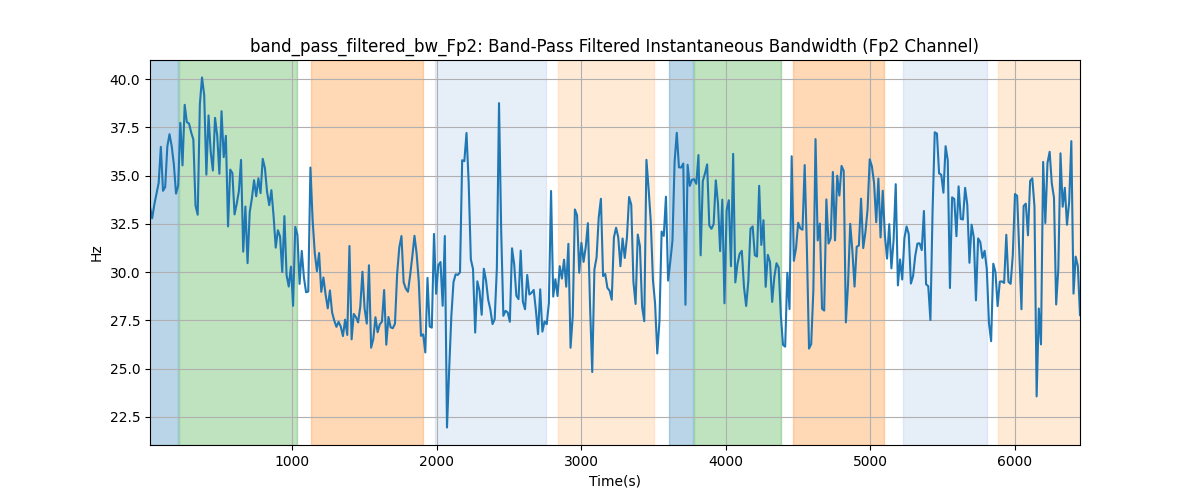 band_pass_filtered_bw_Fp2: Band-Pass Filtered Instantaneous Bandwidth (Fp2 Channel)
40.0
37.5
35.0
32.5
30.0
27.5
25.0
22.5
Hz
1000 2000 3000 4000 5000 6000
Time(s)